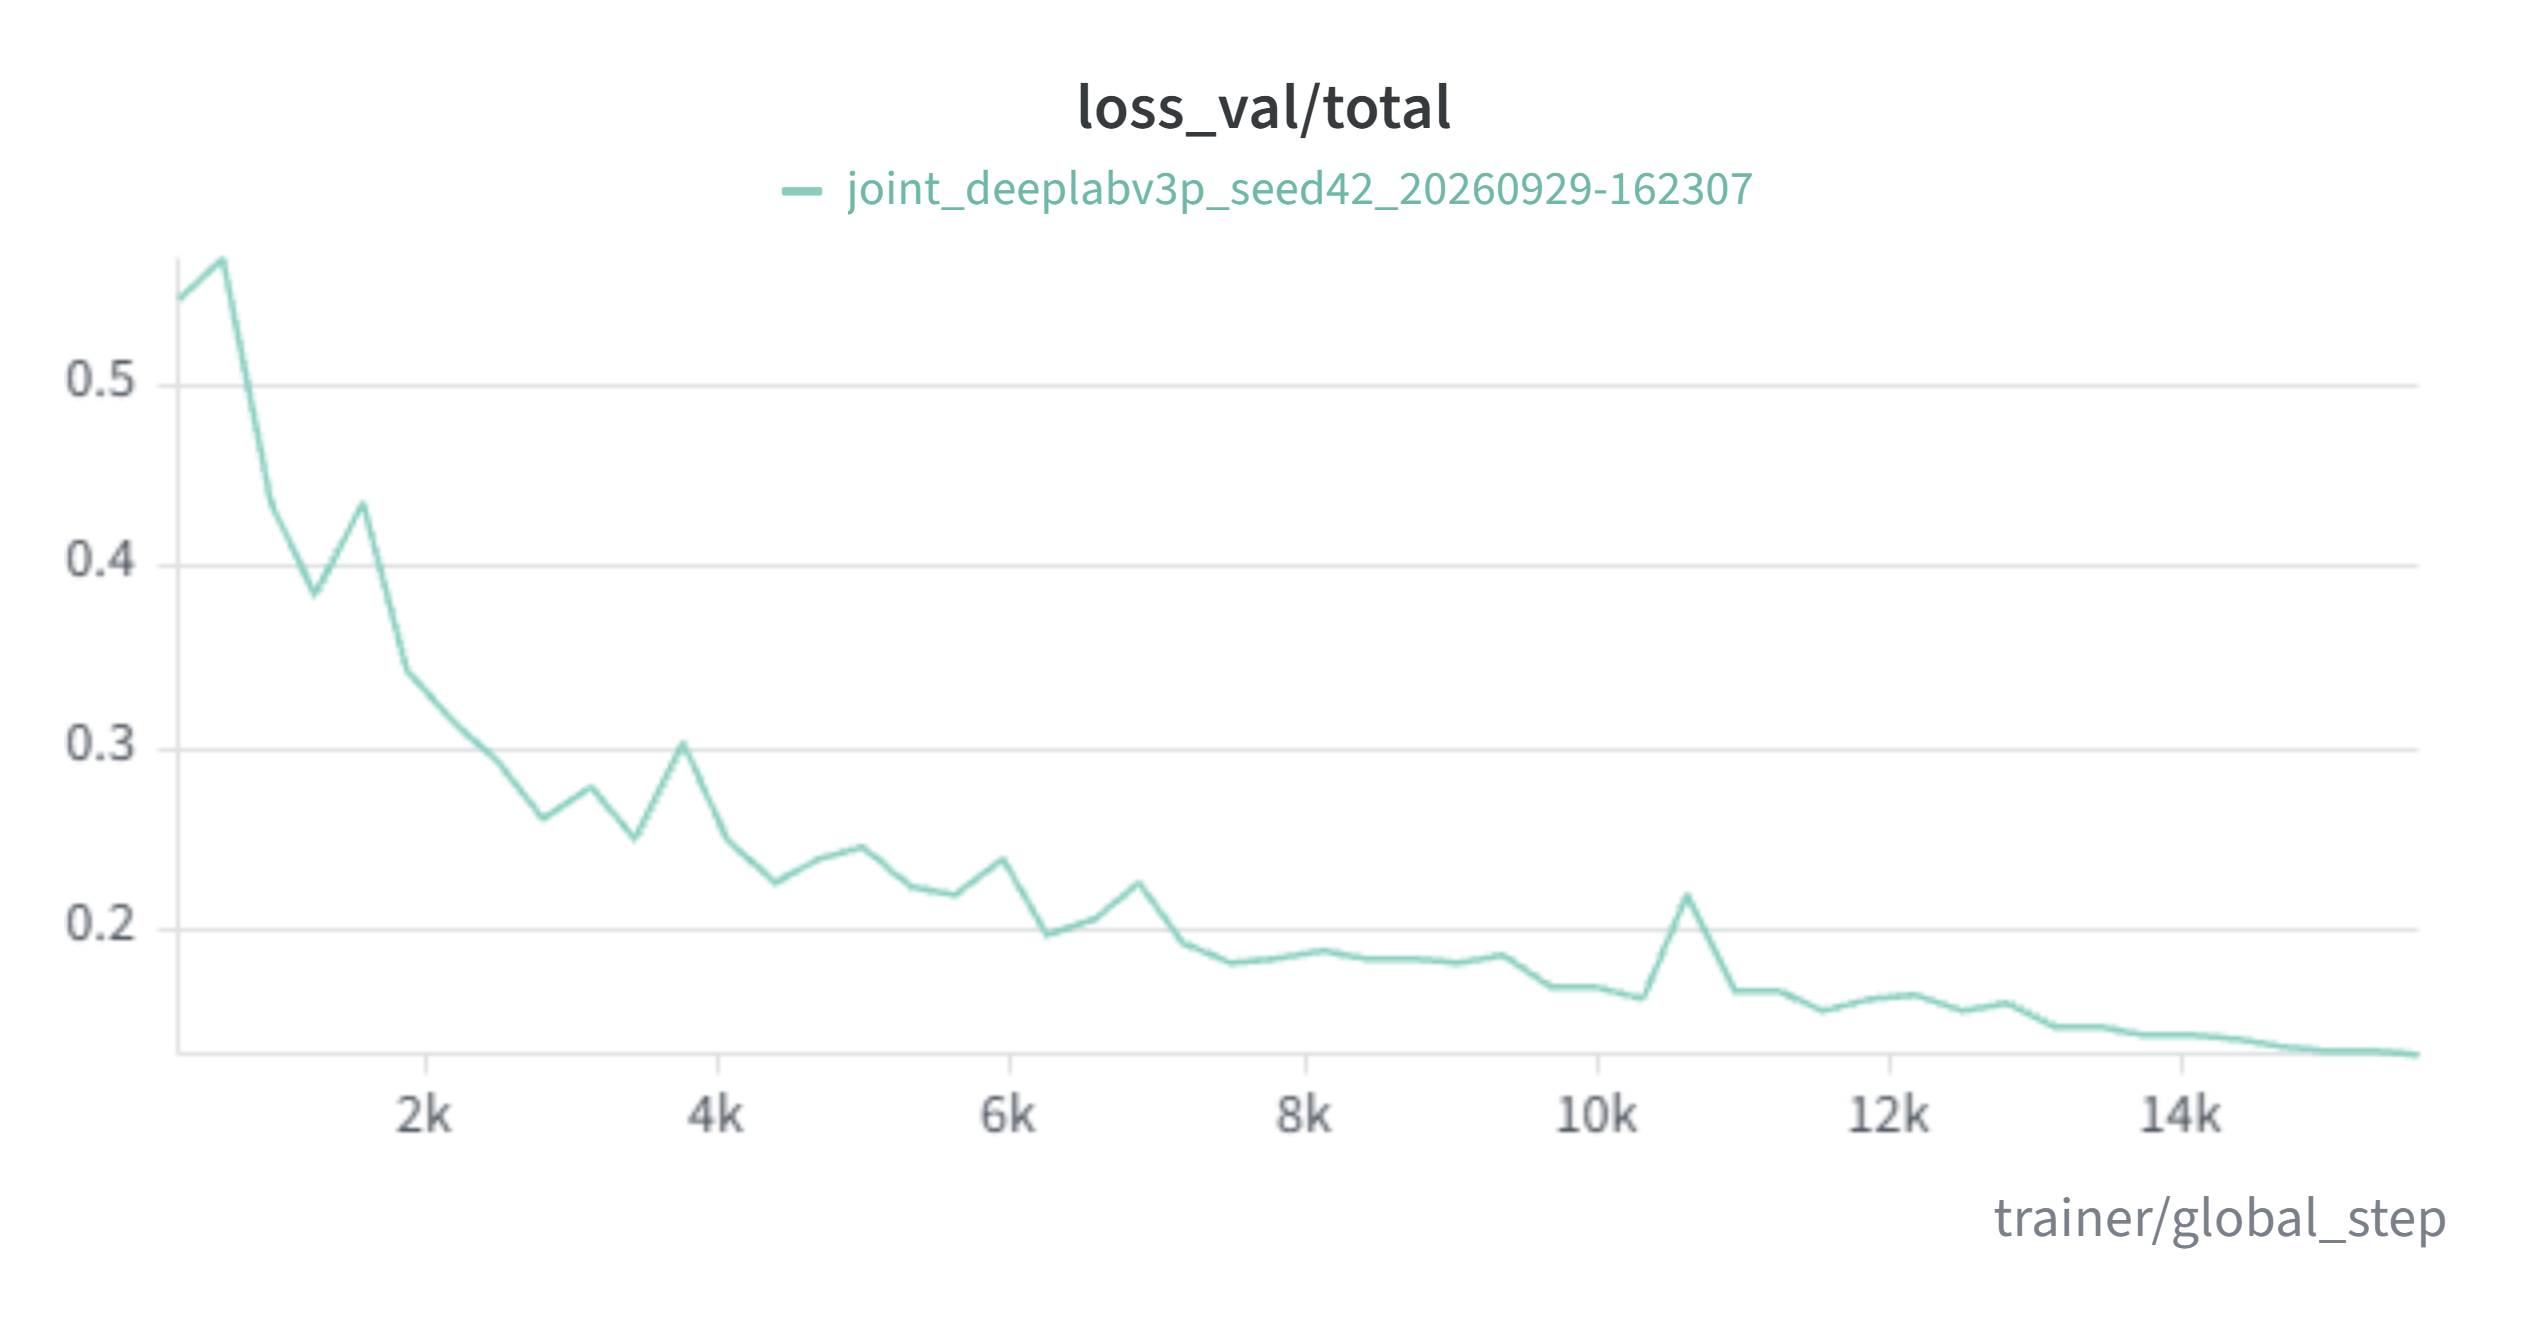 loss_val/total
joint_deeplabv3p_seed42_20260929-162307
0.5
0.4
0.3
0.2
2k 4k 6k 8k 10k 12k 14k
trainer/global_step